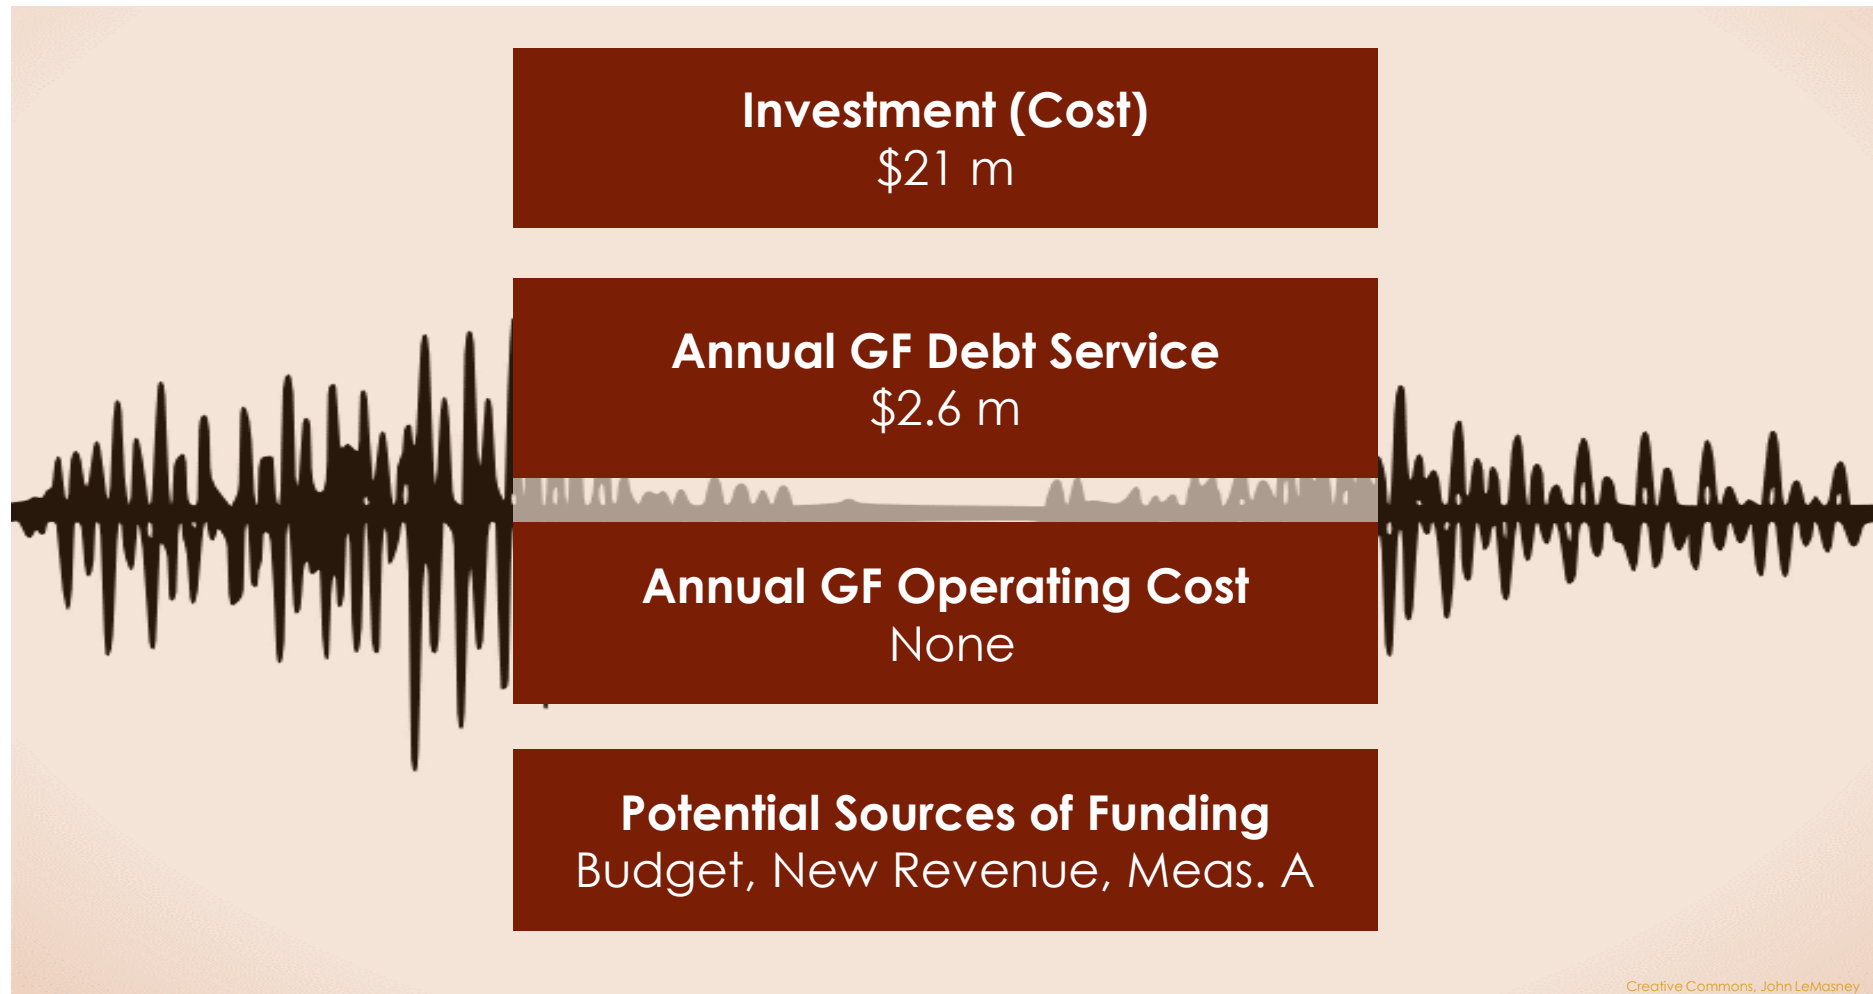 Investment (Cost)
$21 m
Annual GF Debt Service
$2.6 m
Annual GF Operating Cost
None
Potential Sources of Funding
Budget, New Revenue, Meas. A
Creative Commons, John LeMasney